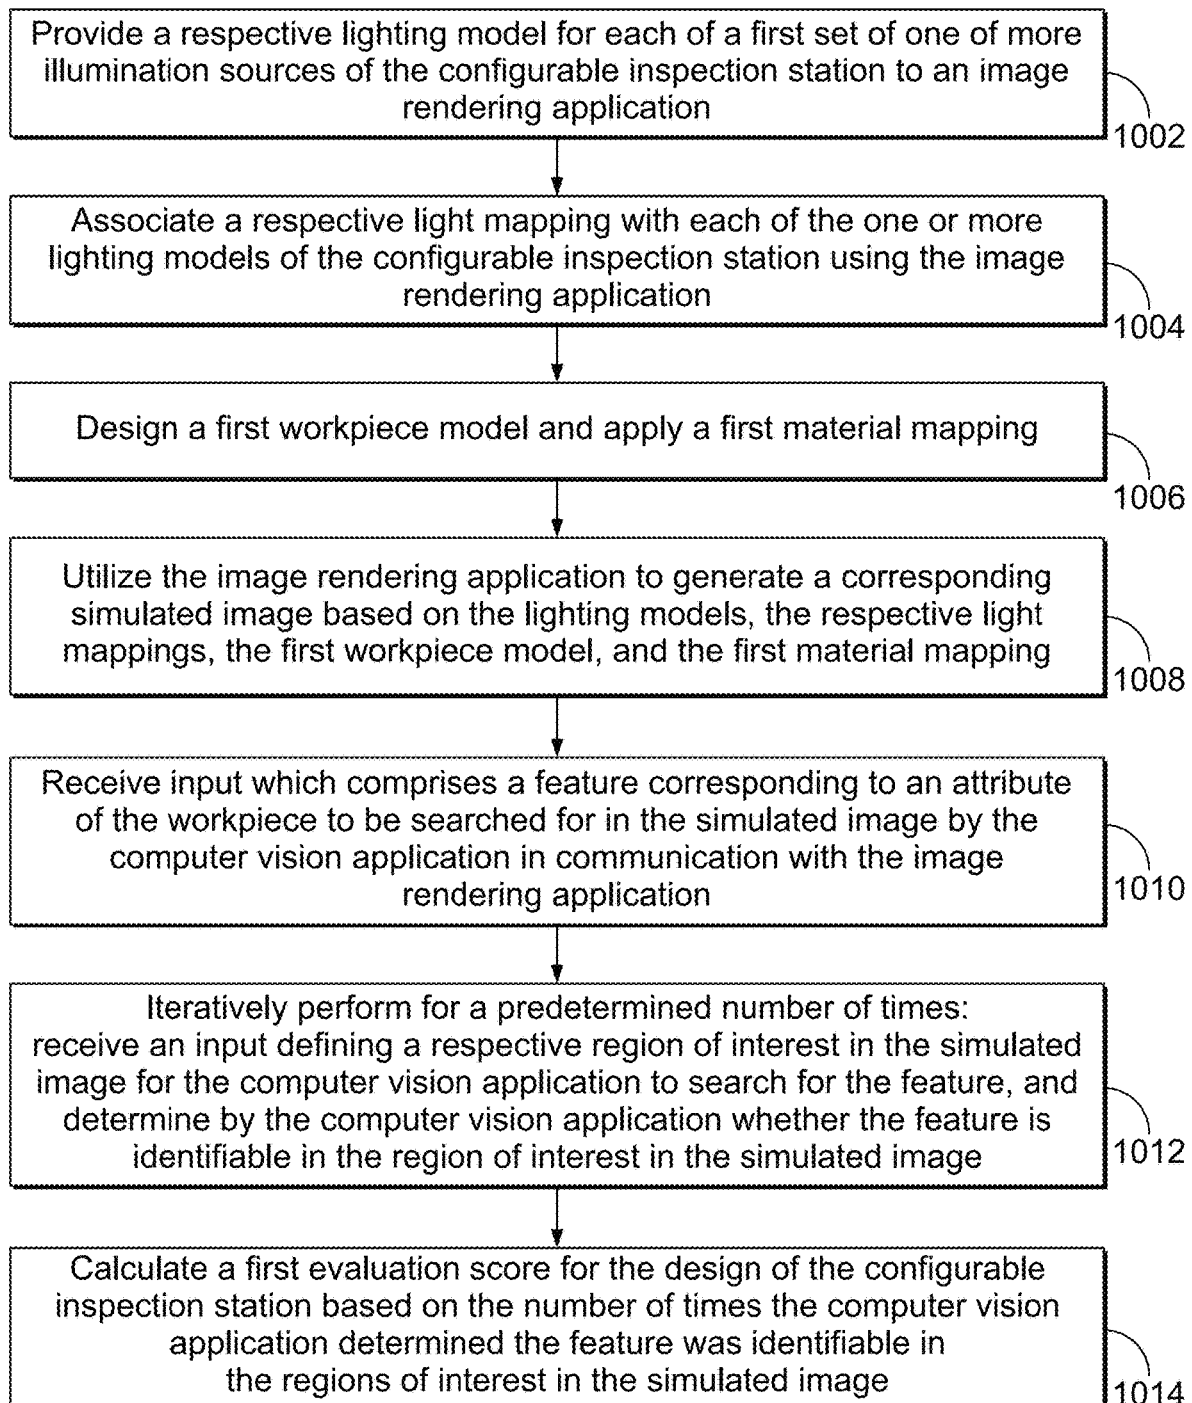 Provide a respective lighting model for each of a first set of one of more
illumination sources of the configurable inspection station to an image
rendering application
1002
Associate a respective light mapping with each of the one or more
lighting models of the configurable inspection station using the image
rendering application
1004
Design a first workpiece model and apply a first material mapping
1006
Utilize the image rendering application to generate a corresponding
simulated image based on the lighting models, the respective light
mappings, the first workpiece model, and the first material mapping
1008
Receive input which comprises a feature corresponding to an attribute
of the workpiece to be searched for in the simulated image by the
computer vision application in communication with the image
rendering application
1010
Iteratively perform for a predetermined number of times:
receive an input defining a respective region of interest in the simulated
image for the computer vision application to search for the feature, and
determine by the computer vision application whether the feature is
identifiable in the region of interest in the simulated image
1012
Calculate a first evaluation score for the design of the configurable
inspection station based on the number of times the computer vision
application determined the feature was identifiable in
the regions of interest in the simulated image
1014